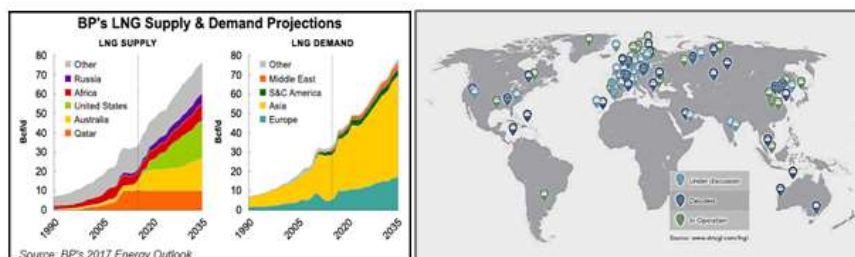 BP's LNG Supply & Demand Projections
LNG SUPPLY
LNG DEMAND
80
70
60
50
40
30
20
10
0
Bcf/d
Other
Russia
Africa
United States
Australia
Qatar
1990
2005
2020
2035
80
70
60
50
40
30
20
10
0
Other
Middle East
S&C America
Asia
Europe
1990
2005
2020
2035
Source: BP's 2017 Energy Outlook
Under discussion
Decided
In Operation